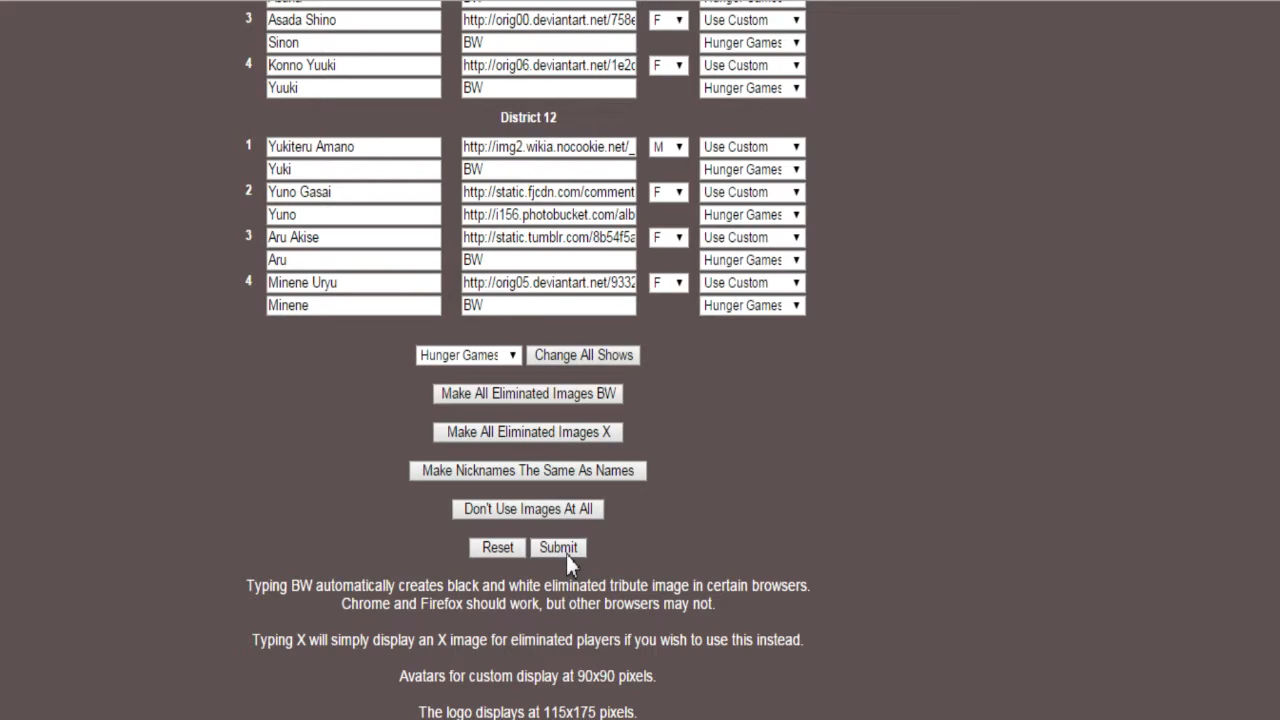 3 Asada Shino http://orig00.deviantart.net/758e F Use Custom
Sinon BW Hunger Games
4 Konno Yuuki http://orig06.deviantart.net/1e2c F Use Custom
Yuuki BW Hunger Games
District 12
1 Yukiteru Amano http://img2.wikia.nocookie.net/_ M Use Custom
Yuki BW Hunger Games
2 Yuno Gasai http://static.fjcdn.com/comment F Use Custom
Yuno http://i156.photobucket.com/alb Hunger Games
3 Aru Akise http://static.tumblr.com/8b54f5a F Use Custom
Aru BW Hunger Games
4 Minene Uryu http://orig05.deviantart.net/9332 F Use Custom
Minene BW Hunger Games
Hunger Games Change All Shows
Make All Eliminated Images BW
Make All Eliminated Images X
Make Nicknames The Same As Names
Don't Use Images At All
Reset Submit
Typing BW automatically creates black and white eliminated tribute image in certain browsers.
Chrome and Firefox should work, but other browsers may not.
Typing X will simply display an X image for eliminated players if you wish to use this instead.
Avatars for custom display at 90x90 pixels.
The logo displays at 115x175 pixels.